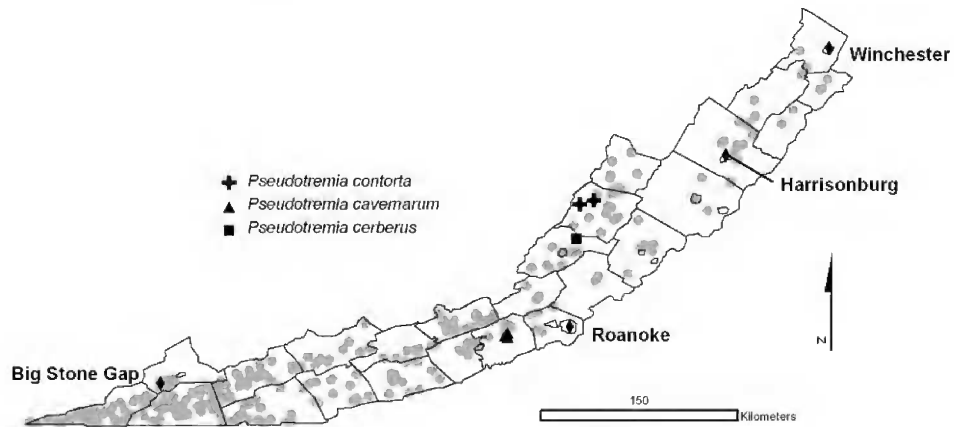 Winchester
Pseudotremia contorta
Pseudotremia cavernarum
Pseudotremia cerberus
Harrisonburg
Roanoke
Big Stone Gap
N
150
Kilometers